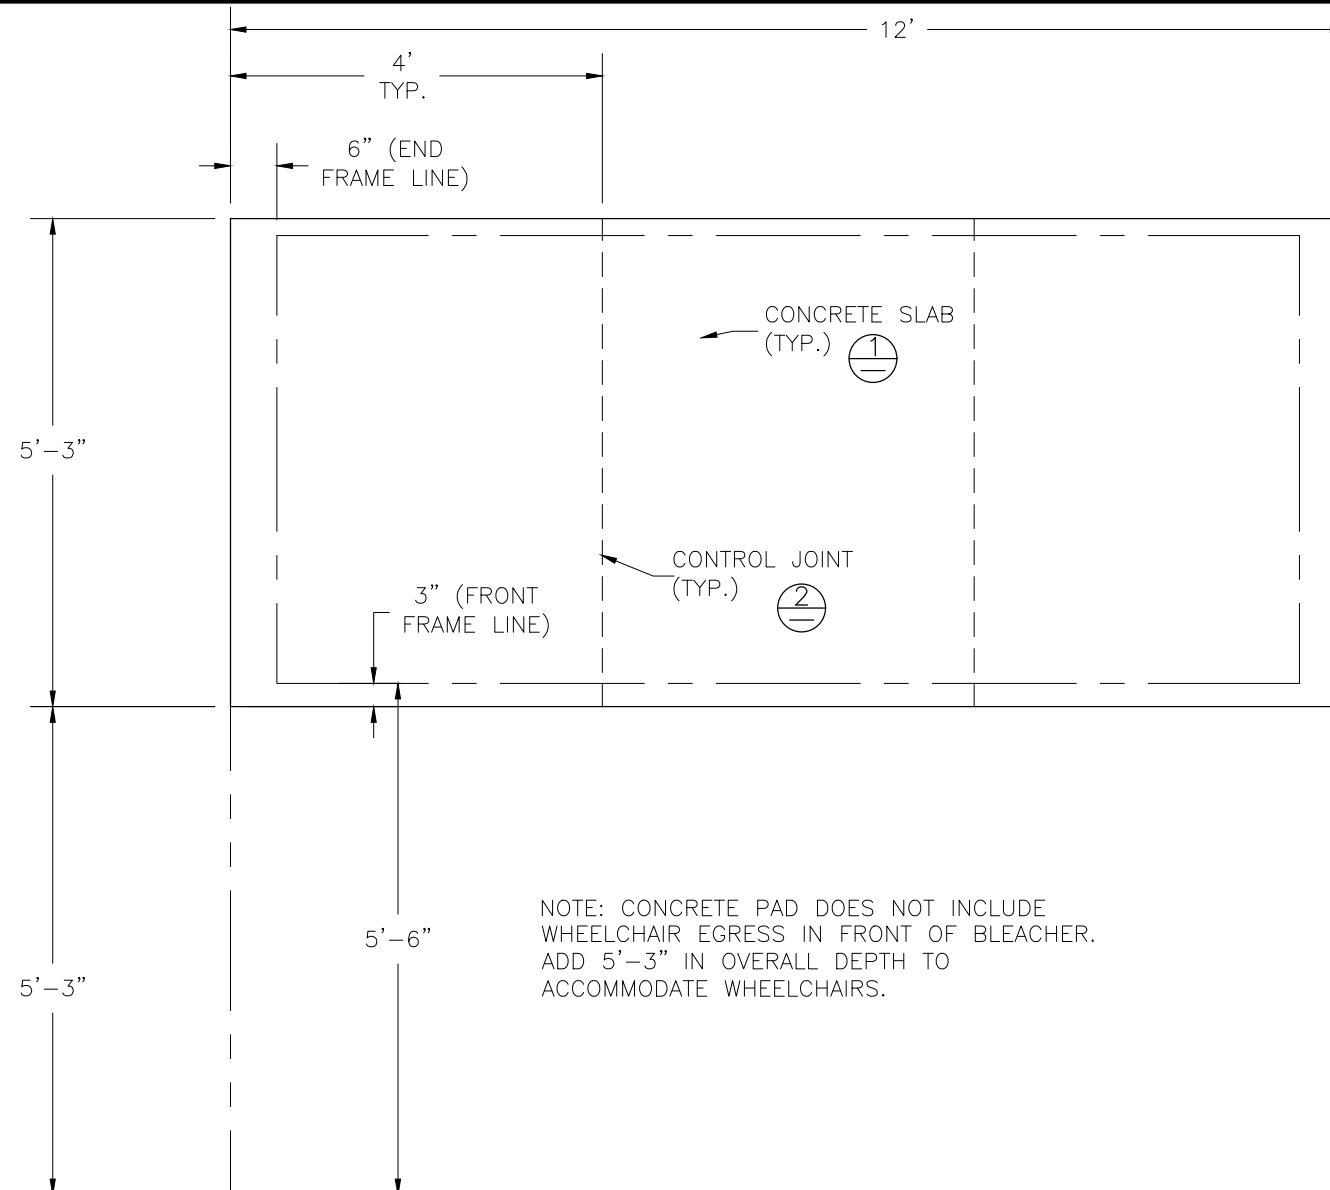 12'
4'
TYP.
6" (END
FRAME LINE)
CONCRETE SLAB
(TYP.)
1
5'-3"
CONTROL JOINT
(TYP.)
2
3" (FRONT
FRAME LINE)
NOTE: CONCRETE PAD DOES NOT INCLUDE
WHEELCHAIR EGRESS IN FRONT OF BLEACHER.
ADD 5'-3" IN OVERALL DEPTH TO
ACCOMMODATE WHEELCHAIRS.
5'-6"
5'-3"